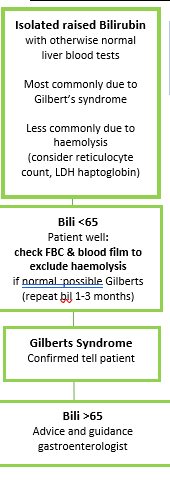 Isolated raised Bilirubin
with otherwise normal
liver blood tests
Most commonly due to
Gilbert's syndrome
Less commonly due to
haemolysis
(consider reticulocyte
count, LDH haptoglobin)
Bili <65
Patient well:
check FBC & blood film to
exclude haemolysis
if normal :possible Gilberts
(repeat bil 1-3 months)
Gilberts Syndrome
Confirmed tell patient
Bili >65
Advice and guidance
gastroenterologist